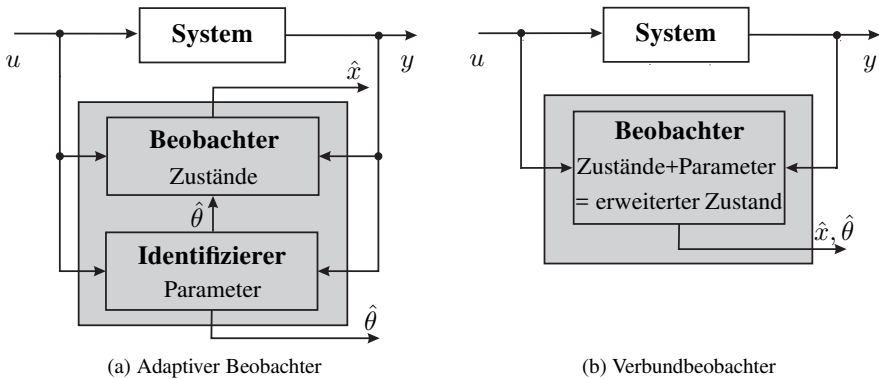 System
u
y
x̂
Beobachter
Zustände
θ̂
Identifizierer
Parameter
θ̂
(a) Adaptiver Beobachter
System
u
y
Beobachter
Zustände+Parameter
= erweiterter Zustand
x̂, θ̂
(b) Verbundbeobachter